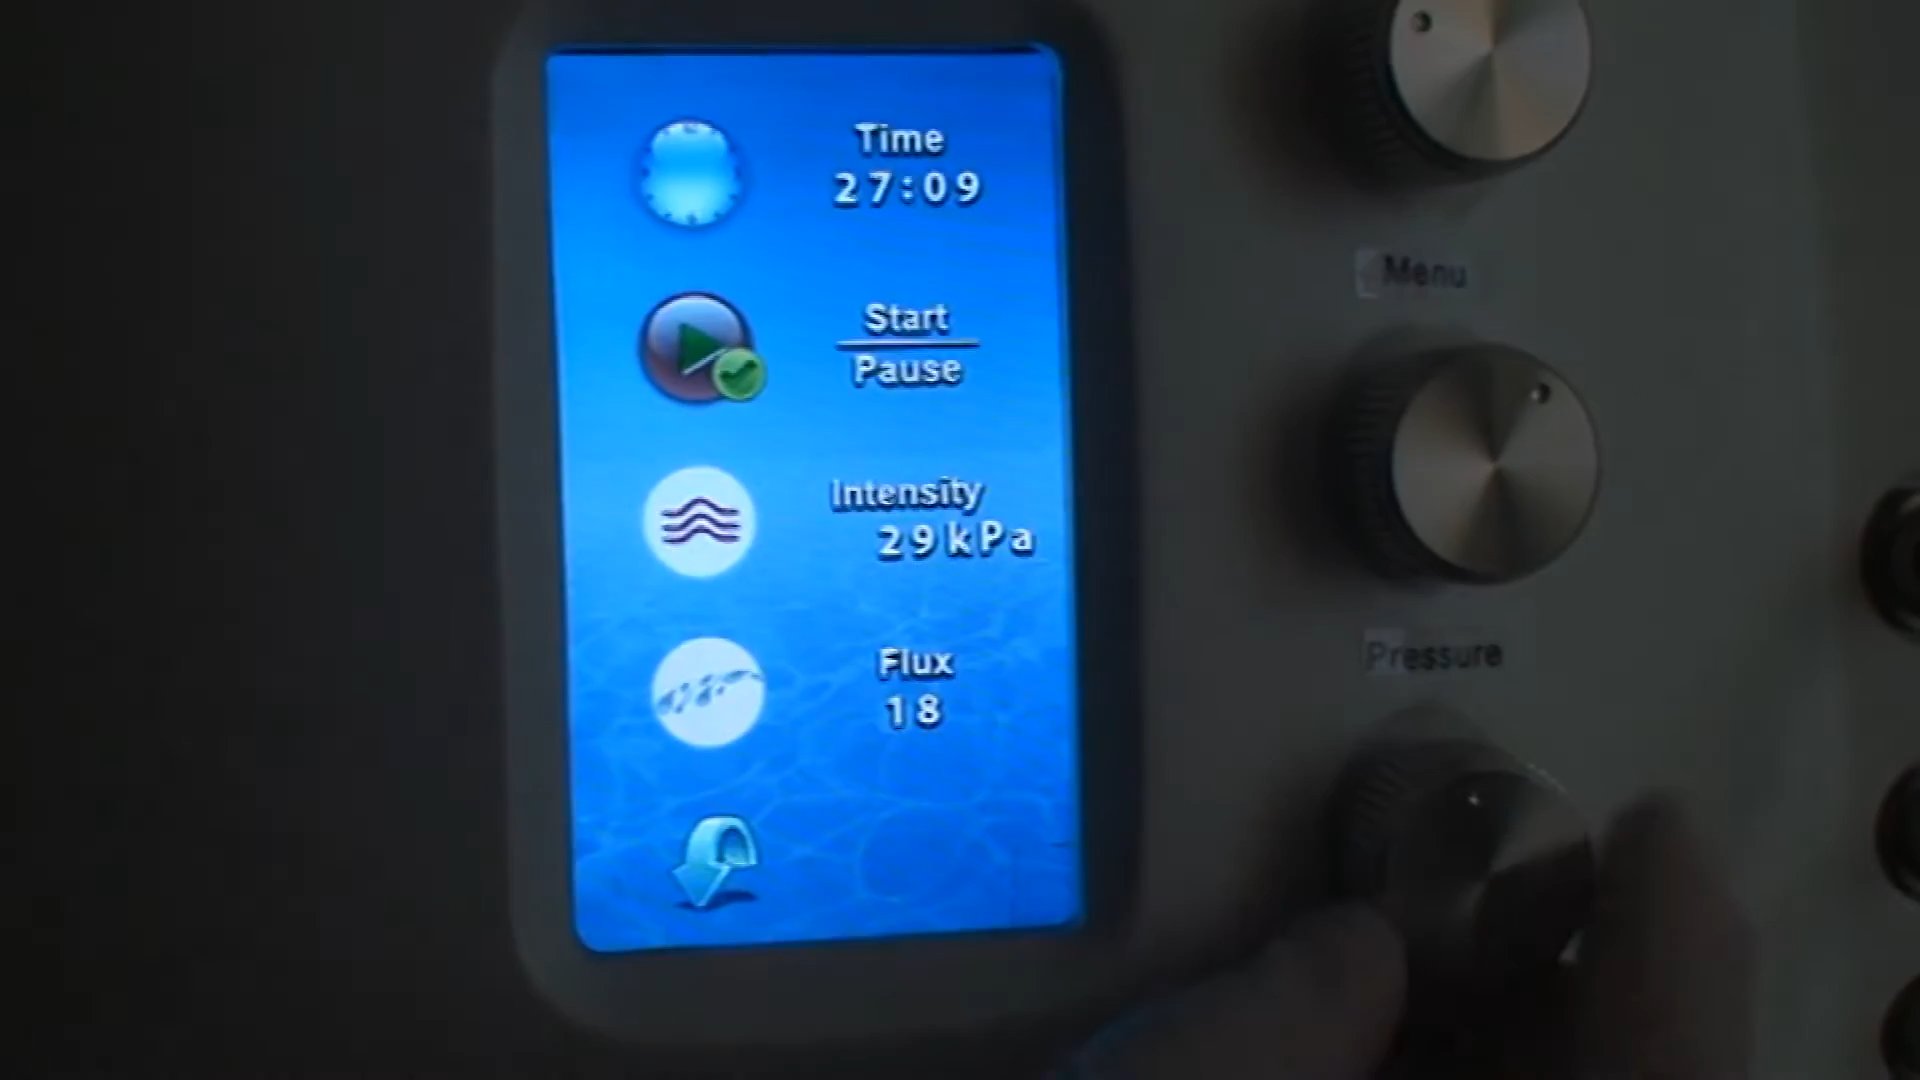 Time
27:09
Start
Pause
Intensity
29kPa
Flux
18
Menu
Pressure